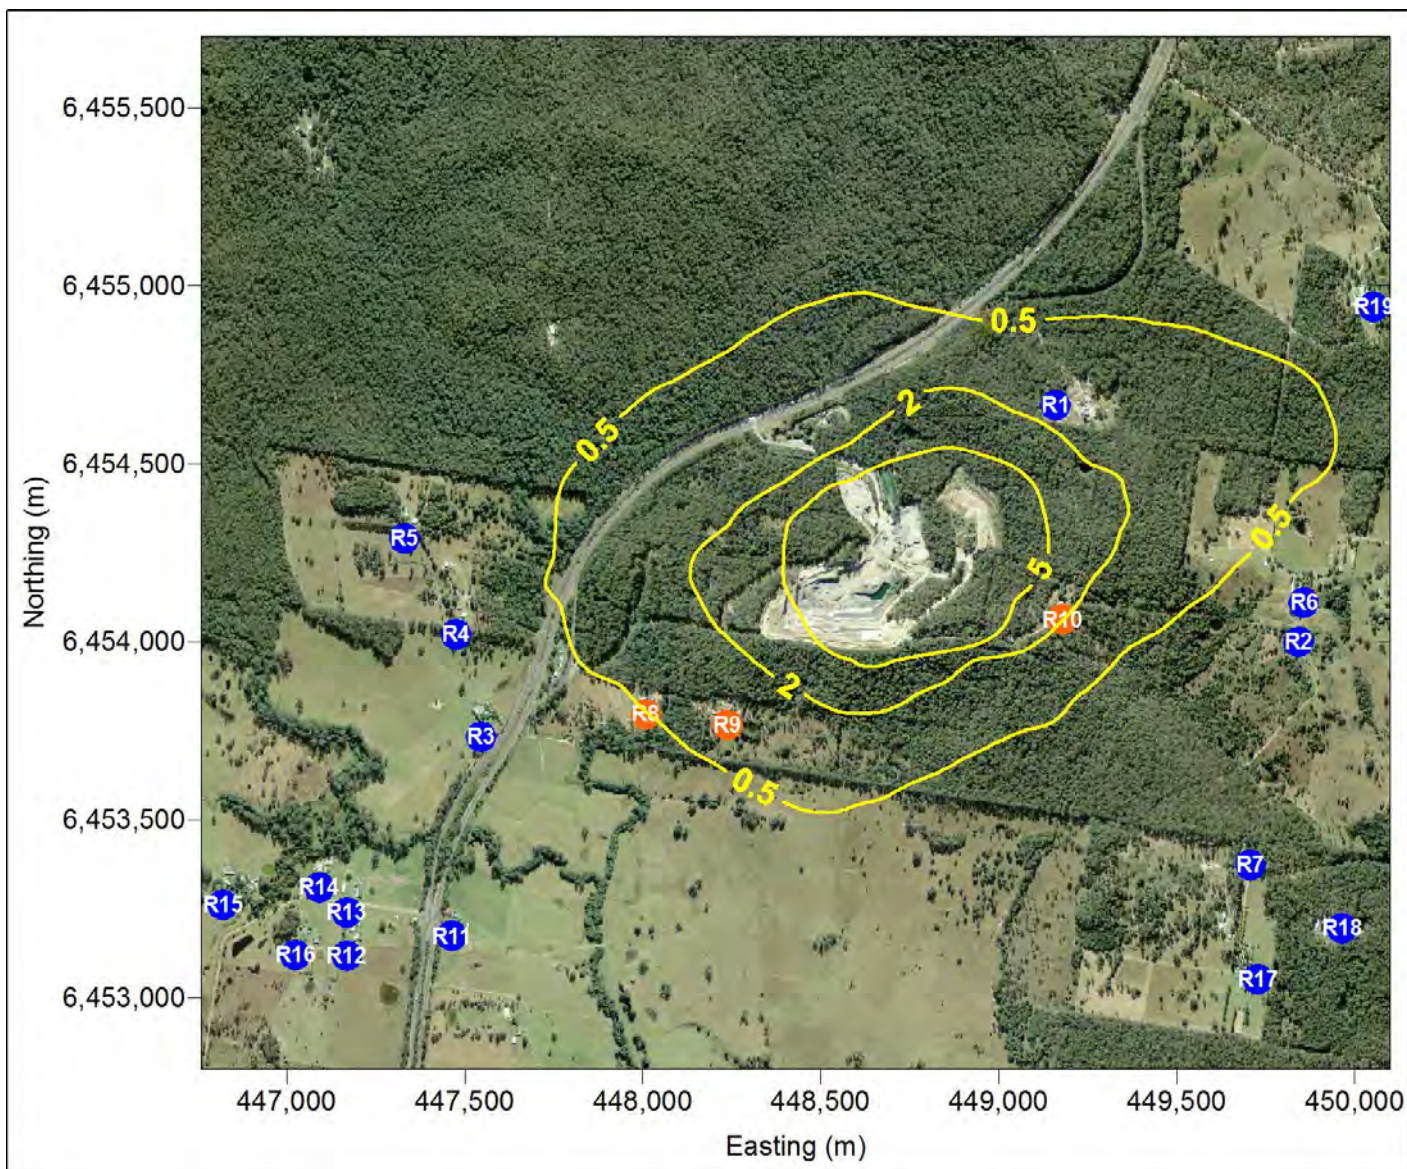 6,455,500
6,455,000
6,454,500
6,454,000
6,453,500
6,453,000
Northing (m)
R19
0.5
R1
2
0.5
R5
0.5
5
R6
R10
R4
R2
2
R8
R9
R3
0.5
R7
R14
R15
R13
R18
R11
R16
R12
R17
447,000
447,500
448,000
448,500
449,000
449,500
450,000
Easting (m)